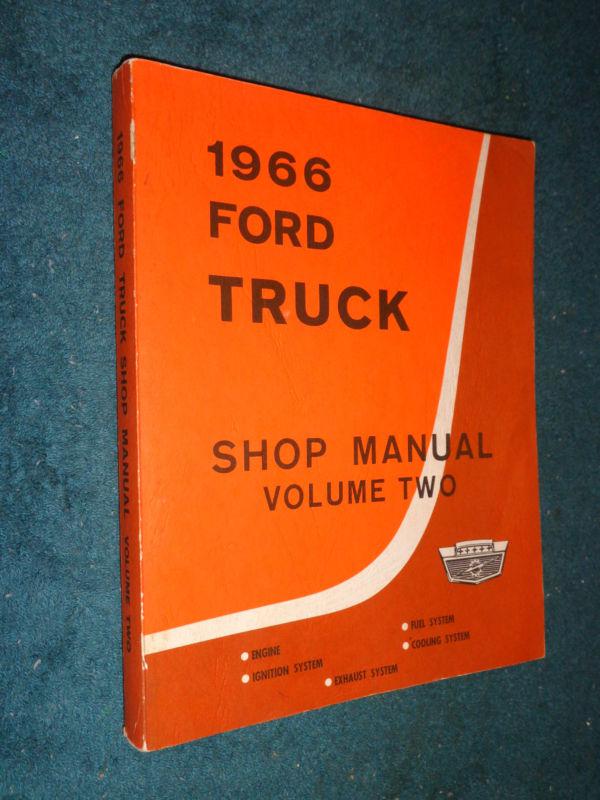 1966 FORD TRUCK SHOP MANUAL VOLUME TWO
1966
FORD
TRUCK
SHOP MANUAL
VOLUME TWO
ENGINE
IGNITION SYSTEM
EXHAUST SYSTEM
FUEL SYSTEM
COOLING SYSTEM